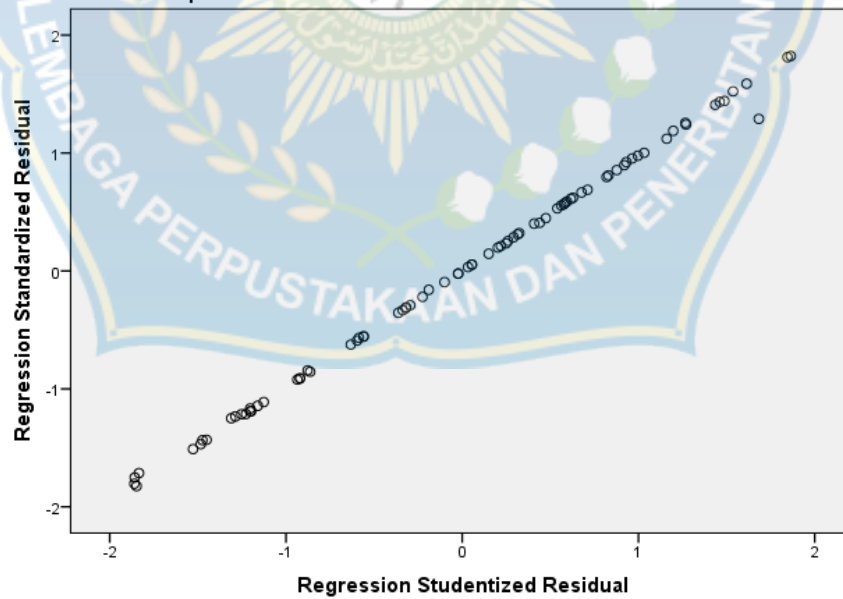 2
1
0
-1
-2
-2 -1 0 1 2
Regression Standardized Residual
Regression Studentized Residual
LEMBAGA PERPUSTAKAAN DAN PENERBITAN